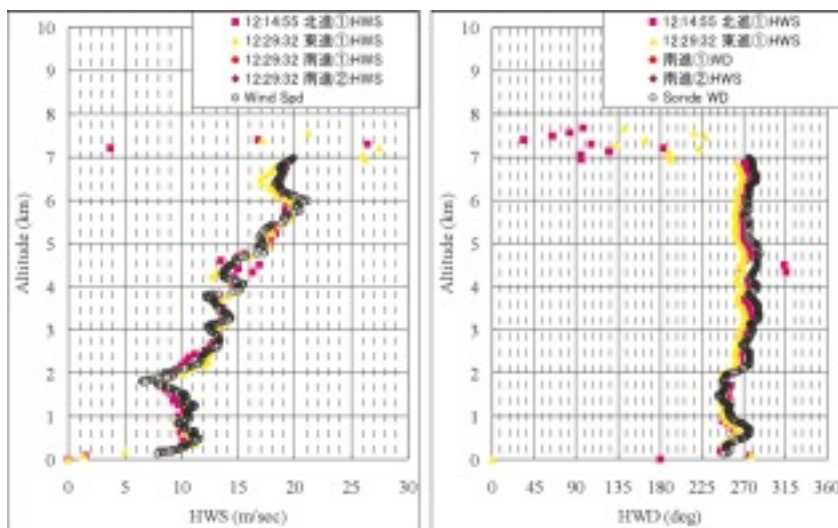 12:14:55 北進①HWS
12:29:32 東進①HWS
12:29:32 南進①HWS
12:29:32 南進②HWS
Wind Spd
10
9
8
7
6
5
4
3
2
1
0
Altitude (km)
0 5 10 15 20 25 30
HWS (m/sec)
12:14:55 北進①HWS
12:29:32 東進①HWS
南進①WD
南進②HWS
Sonde WD
10
9
8
7
6
5
4
3
2
1
0
Altitude (km)
0 45 90 135 180 225 270 315 360
HWD (deg)